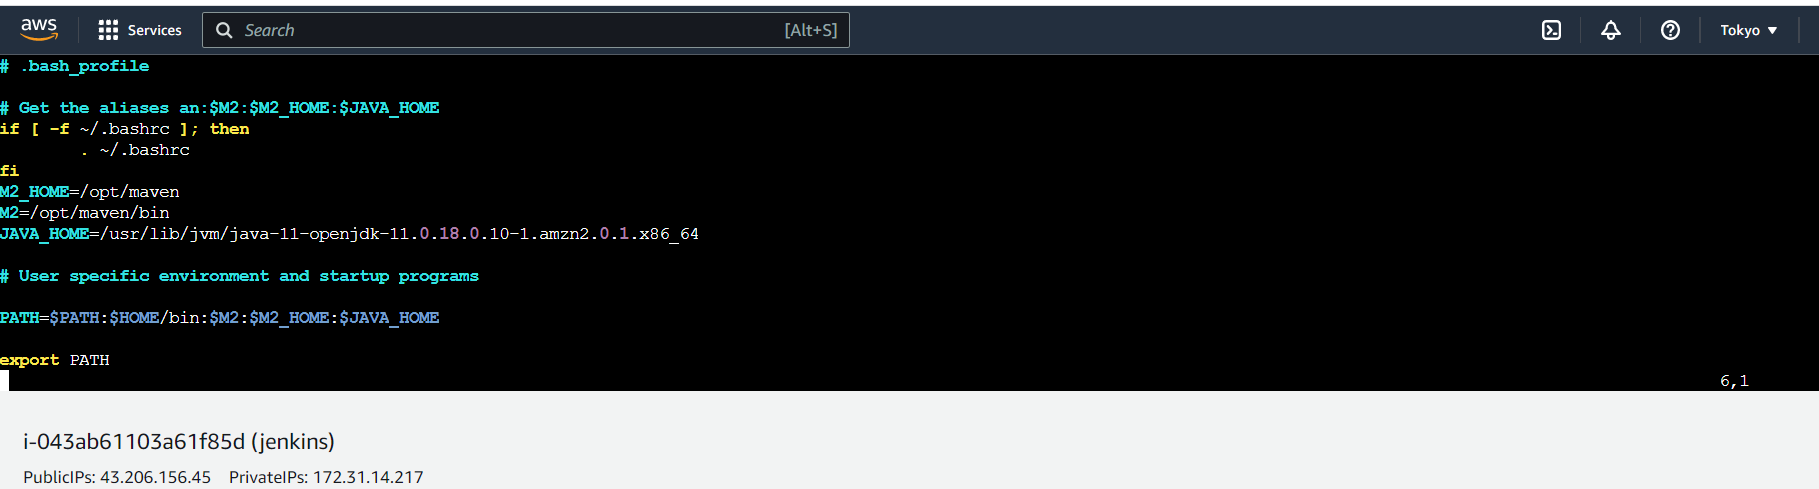 aws Services Search [Alt+S] Tokyo ▼
# .bash_profile
# Get the aliases an:$M2:$M2_HOME:$JAVA_HOME
if [ -f ~/.bashrc ]; then
        . ~/.bashrc
fi
M2_HOME=/opt/maven
M2=/opt/maven/bin
JAVA_HOME=/usr/lib/jvm/java-11-openjdk-11.0.18.0.10-1.amzn2.0.1.x86_64
# User specific environment and startup programs
PATH=$PATH:$HOME/bin:$M2:$M2_HOME:$JAVA_HOME
export PATH
6,1
i-043ab61103a61f85d (jenkins)
PublicIPs: 43.206.156.45 PrivateIPs: 172.31.14.217